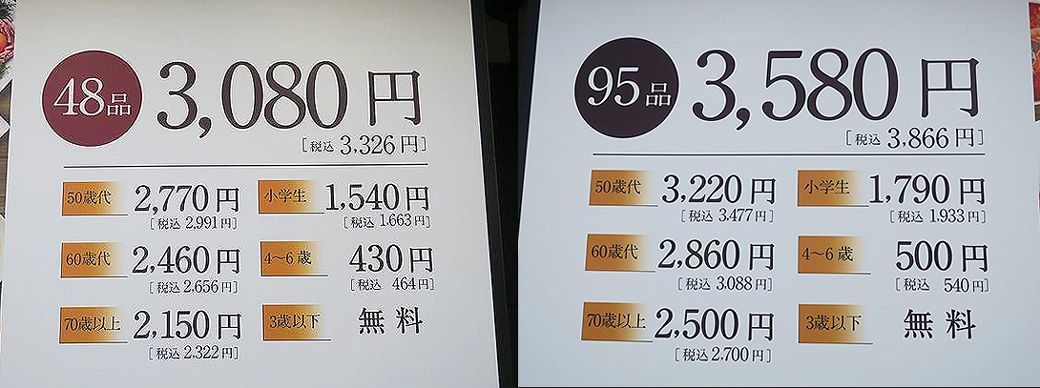 48品 3,080円
[税込 3,326円]
50歳代 2,770円
[税込 2,991円]
小学生 1,540円
[税込 1.663円]
60歳代 2,460円
[税込 2,656円]
4～6歳 430円
[税込 464円]
70歳以上 2,150円
[税込 2,322円]
3歳以下 無料
95品 3,580円
[税込 3,866円]
50歳代 3,220円
[税込 3.477円]
小学生 1,790円
[税込 1.933円]
60歳代 2,860円
[税込 3.088円]
4～6歳 500円
[税込 540円]
70歳以上 2,500円
[税込 2.700円]
3歳以下 無料